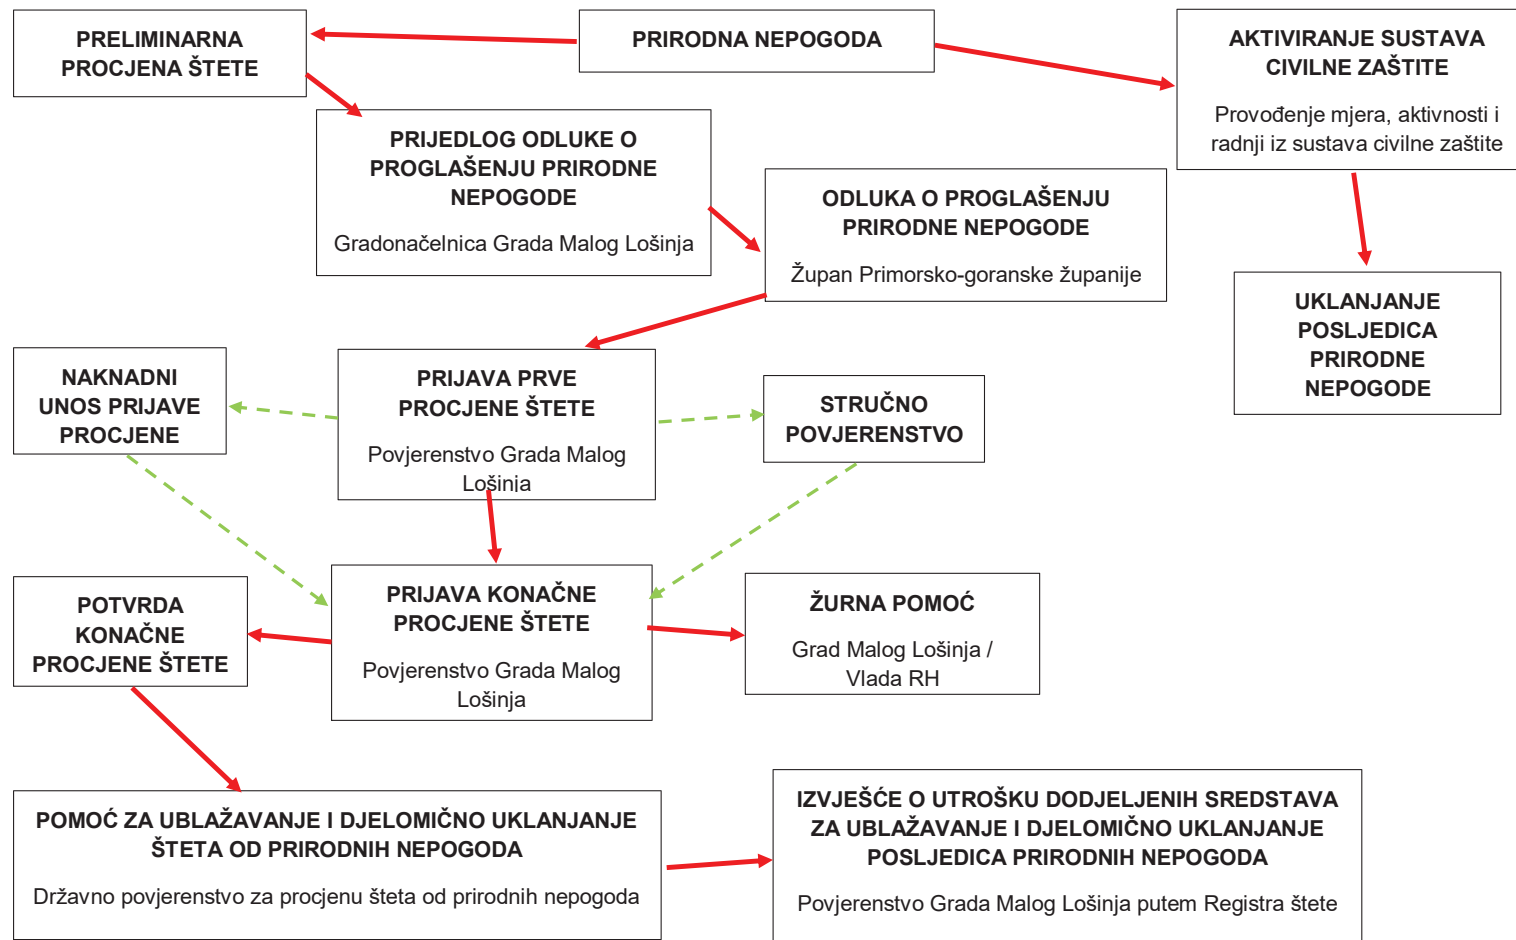 PRELIMINARNA
PROCJENA ŠTETE
PRIRODNA NEPOGODA
AKTIVIRANJE SUSTAVA
CIVILNE ZAŠTITE
Provođenje mjera, aktivnosti i
radnji iz sustava civilne zaštite
PRIJEDLOG ODLUKE O
PROGLAŠENJU PRIRODNE
NEPOGODE
Gradonačelnica Grada Malog Lošinja
ODLUKA O PROGLAŠENJU
PRIRODNE NEPOGODE
Župan Primorsko-goranske županije
UKLANJANJE
POSLJEDICA
PRIRODNE
NEPOGODE
NAKNADNI
UNOS PRIJAVE
PROCJENE
PRIJAVA PRVE
PROCJENE ŠTETE
Povjerenstvo Grada Malog
Lošinja
STRUČNO
POVJERENSTVO
POTVRDA
KONAČNE
PROCJENE ŠTETE
PRIJAVA KONAČNE
PROCJENE ŠTETE
Povjerenstvo Grada Malog
Lošinja
ŽURNA POMOĆ
Grad Malog Lošinja /
Vlada RH
POMOĆ ZA UBLAŽAVANJE I DJELOMIČNO UKLANJANJE
ŠTETA OD PRIRODNIH NEPOGODA
Državno povjerenstvo za procjenu šteta od prirodnih nepogoda
IZVJEŠĆE O UTROŠKU DODJELJENIH SREDSTAVA
ZA UBLAŽAVANJE I DJELOMIČNO UKLANJANJE
POSLJEDICA PRIRODNIH NEPOGODA
Povjerenstvo Grada Malog Lošinja putem Registra štete